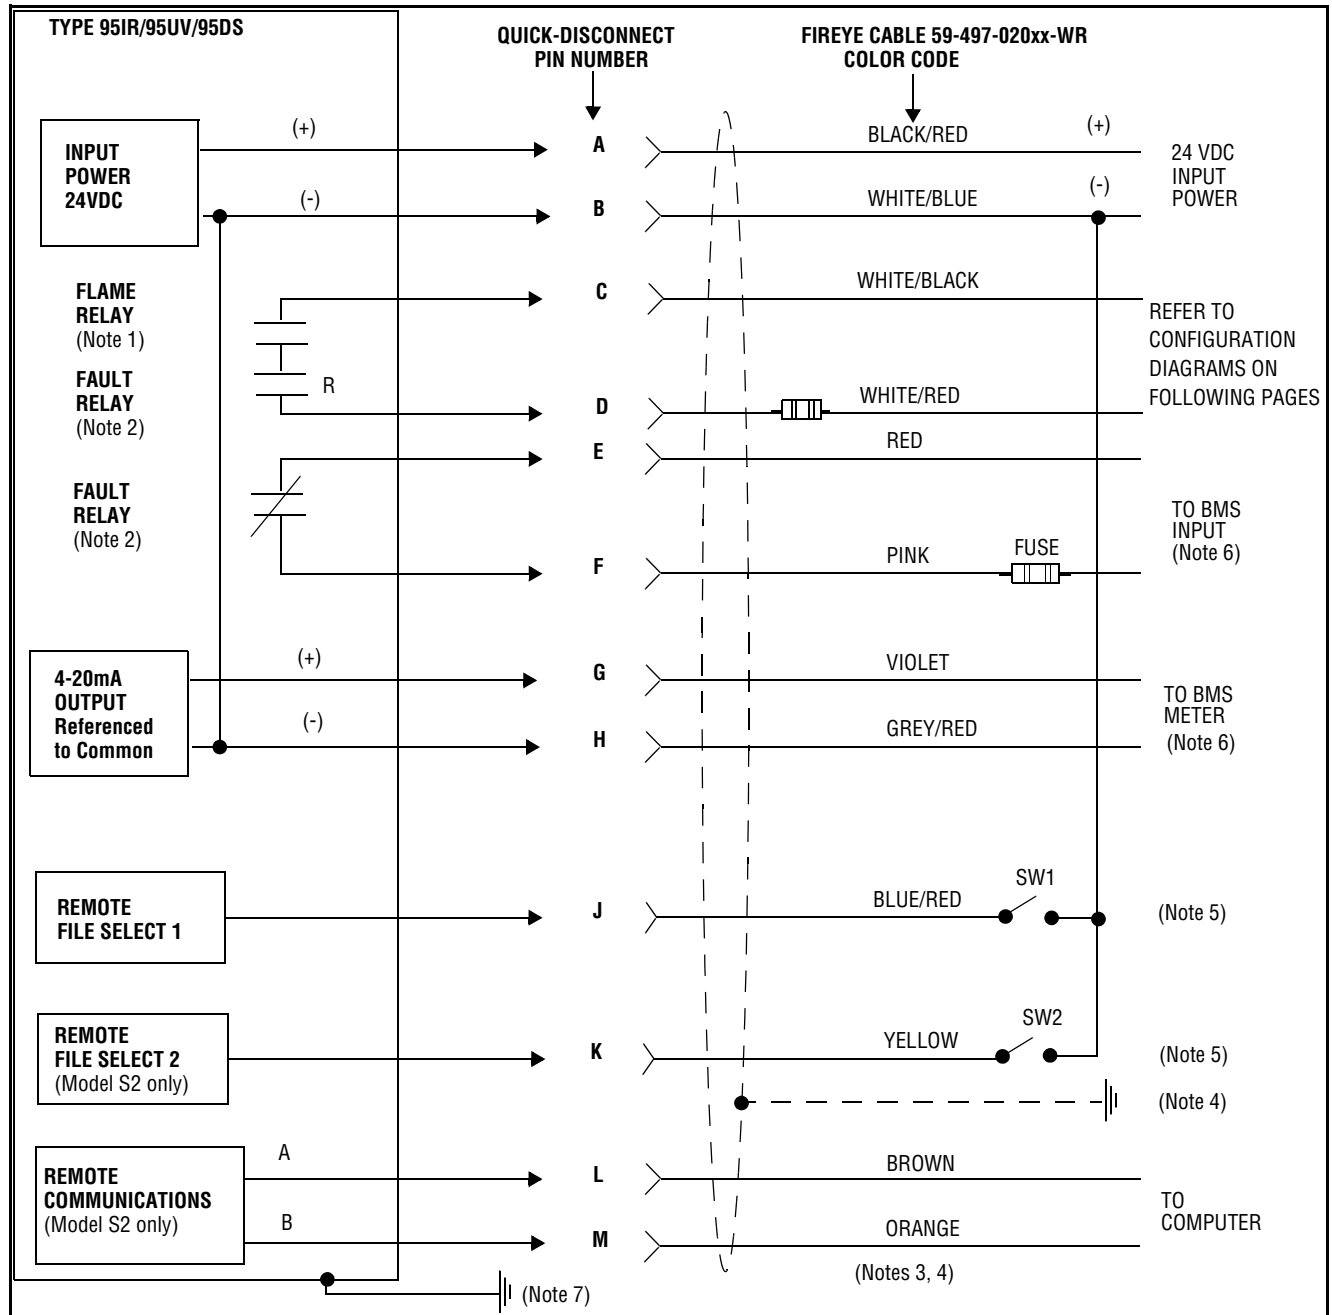 TYPE 95IR/95UV/95DS
QUICK-DISCONNECT
PIN NUMBER
FIREYE CABLE 59-497-020xx-WR
COLOR CODE
INPUT
POWER
24VDC
(+)
(-)
A
BLACK/RED
(+)
B
WHITE/BLUE
(-)
24 VDC
INPUT
POWER
FLAME
RELAY
(Note 1)
C
WHITE/BLACK
FAULT
RELAY
(Note 2)
R
D
WHITE/RED
REFER TO
CONFIGURATION
DIAGRAMS ON
FOLLOWING PAGES
FAULT
RELAY
(Note 2)
E
RED
F
PINK
FUSE
TO BMS
INPUT
(Note 6)
4-20mA
OUTPUT
Referenced
to Common
(+)
(-)
G
VIOLET
H
GREY/RED
TO BMS
METER
(Note 6)
REMOTE
FILE SELECT 1
J
BLUE/RED
SW1
(Note 5)
REMOTE
FILE SELECT 2
(Model S2 only)
K
YELLOW
SW2
(Note 5)
(Note 4)
REMOTE
COMMUNICATIONS
(Model S2 only)
A
B
L
BROWN
M
ORANGE
TO
COMPUTER
(Notes 3, 4)
(Note 7)